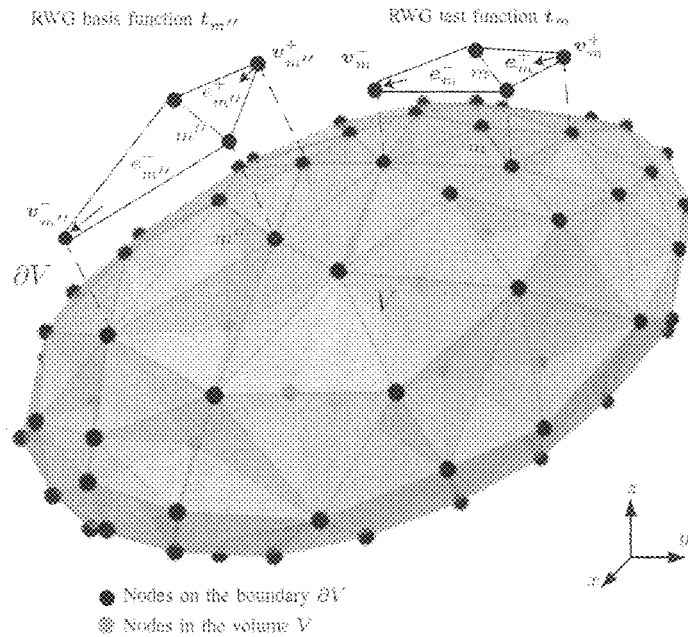 RWG basis function t_{m''}
RWG test function t_m
v^+_{m''}
v^-_m
v^+_m
e^-_m
m
e^+_m
e^+_{m''}
m''
e^-_{m''}
v^-_{m''}
m
m''
∂V
V
z
y
x
Nodes on the boundary ∂V
Nodes in the volume V